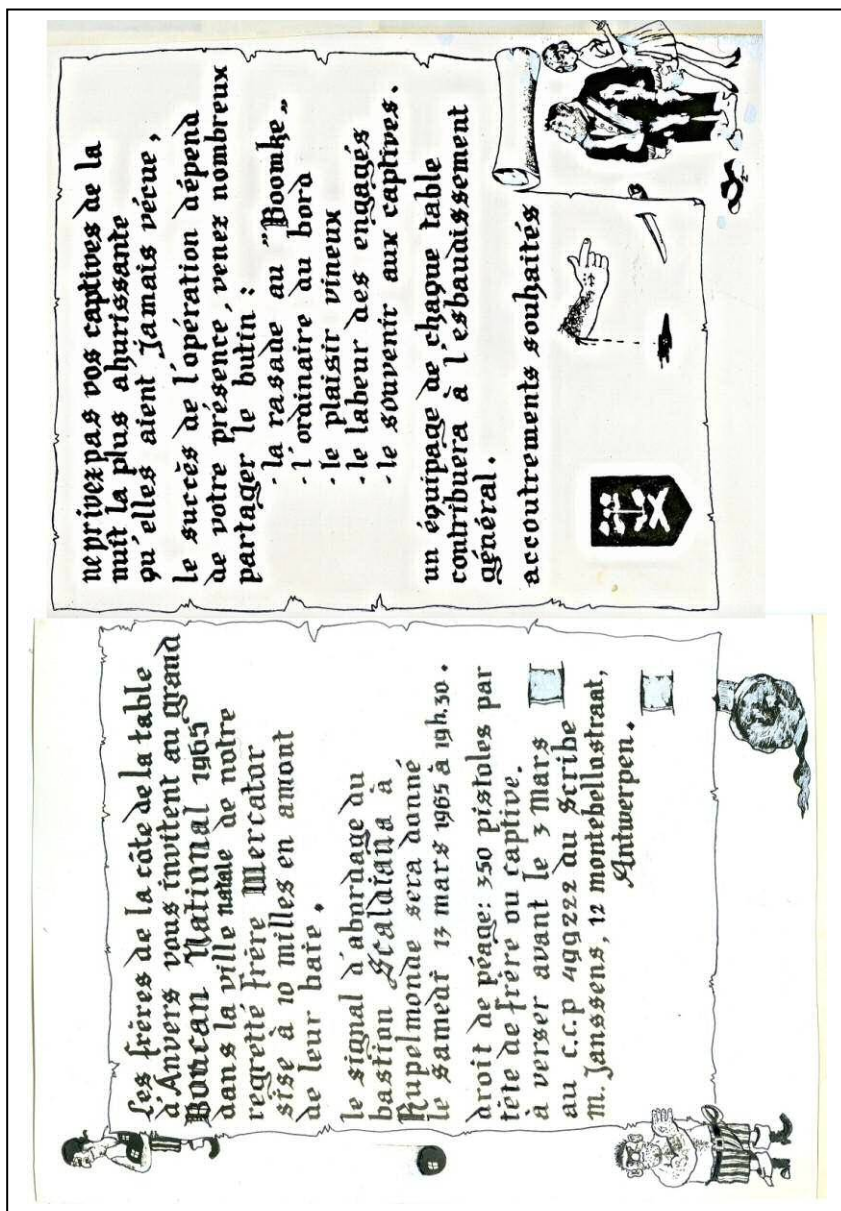 Les frères de la côte de la table
d'Anvers vous invitent au grand
Boucan National 1965
dans la ville natale de notre
regretté frère Mercator
sise à 10 milles en amont
de leur baie.
le signal d'abordage du
bastion Scaldiana à
Rupelmonde sera donné
le samedi 13 mars 1965 à 19h.30.
droit de péage: 350 pistoles par
tête de frère ou captive.
à verser avant le 3 Mars
au c.c.p 499222 du Scribe
m. Janssens, 12 montebellostraat,
Antwerpen.
ne privez pas vos captives de la
nuit la plus ahurissante
qu'elles aient jamais vécue,
le succès de l'opération dépend
de votre présence, venez nombreux
partager le butin :
- la rasade au "Boomke"
- l'ordinaire du bord
- le plaisir vineux
- le labeur des engagés
- le souvenir aux captives.
un équipage de chaque table
contribuera à l'esbaudissement
général.
accoutrements souhaités